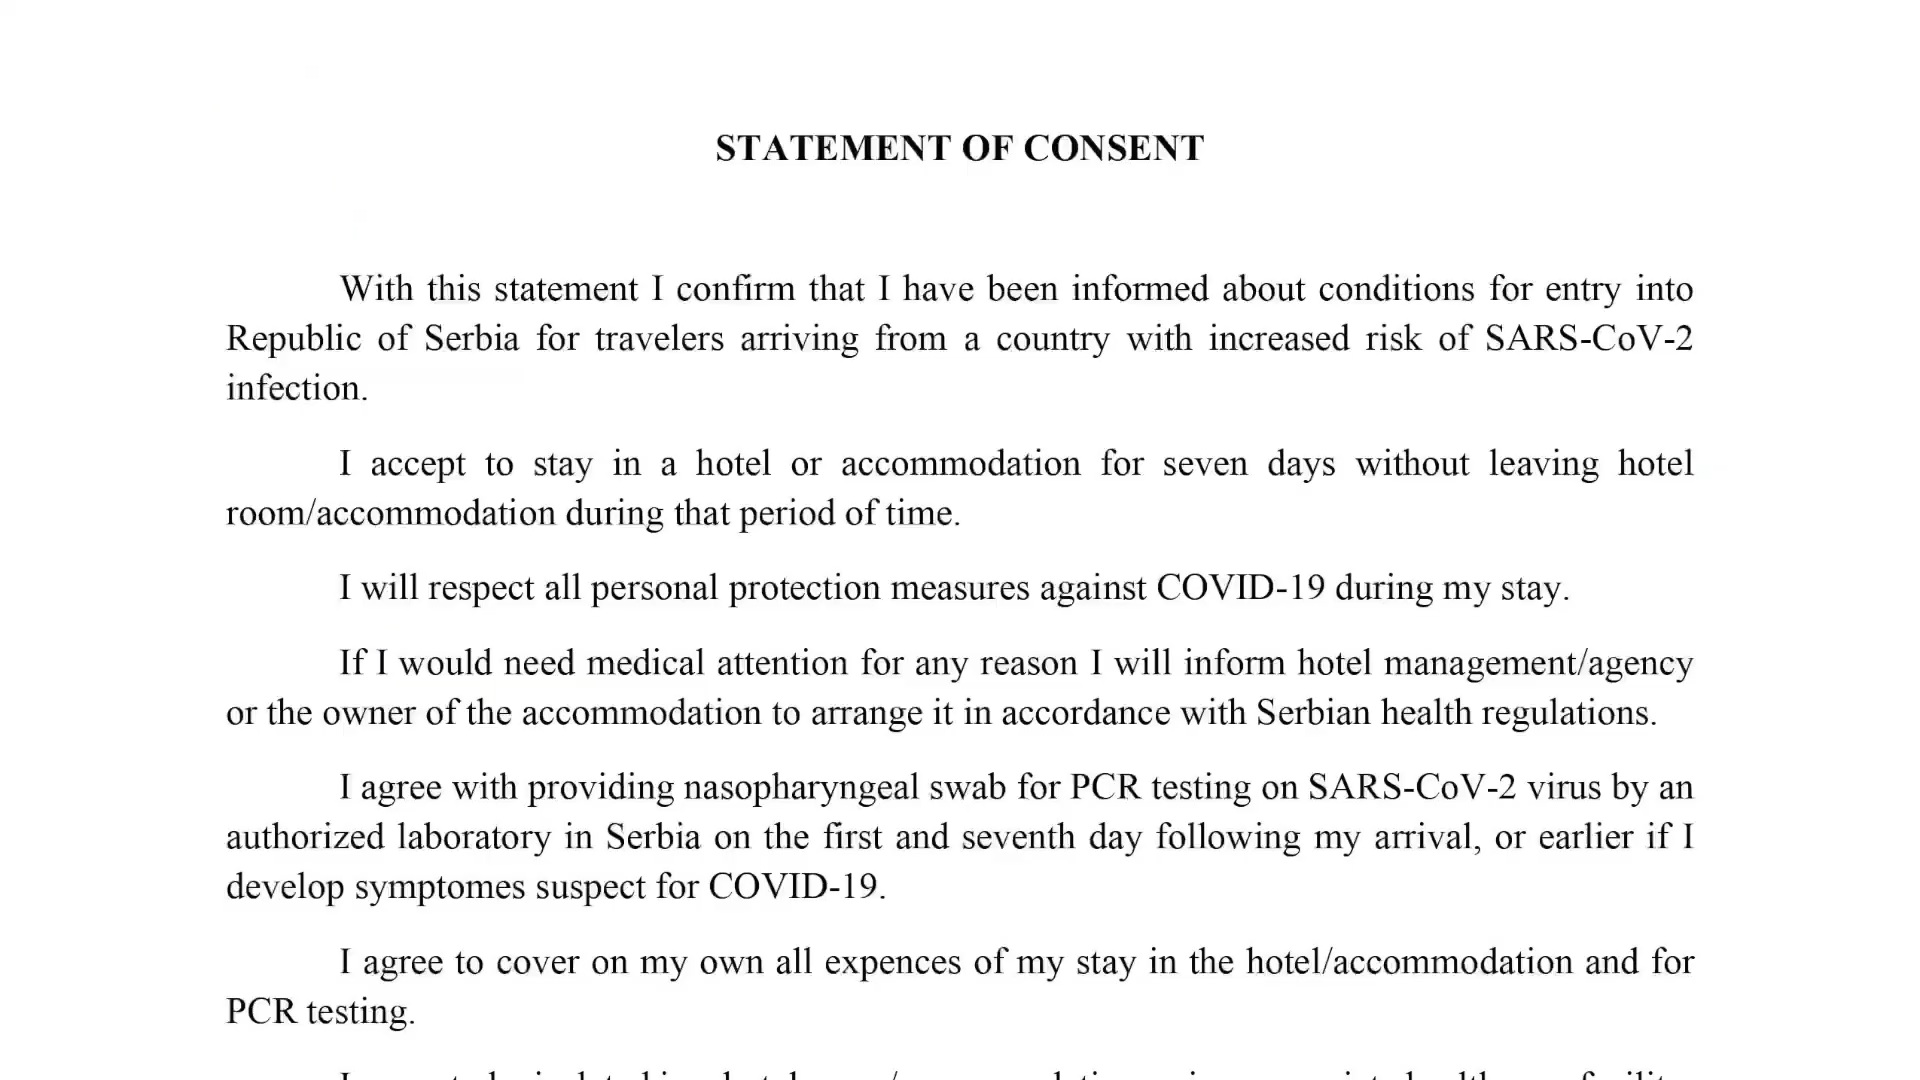 STATEMENT OF CONSENT
With this statement I confirm that I have been informed about conditions for entry into
Republic of Serbia for travelers arriving from a country with increased risk of SARS-CoV-2
infection.
I accept to stay in a hotel or accommodation for seven days without leaving hotel
room/accommodation during that period of time.
I will respect all personal protection measures against COVID-19 during my stay.
If I would need medical attention for any reason I will inform hotel management/agency
or the owner of the accommodation to arrange it in accordance with Serbian health regulations.
I agree with providing nasopharyngeal swab for PCR testing on SARS-CoV-2 virus by an
authorized laboratory in Serbia on the first and seventh day following my arrival, or earlier if I
develop symptomes suspect for COVID-19.
I agree to cover on my own all expences of my stay in the hotel/accommodation and for
PCR testing.